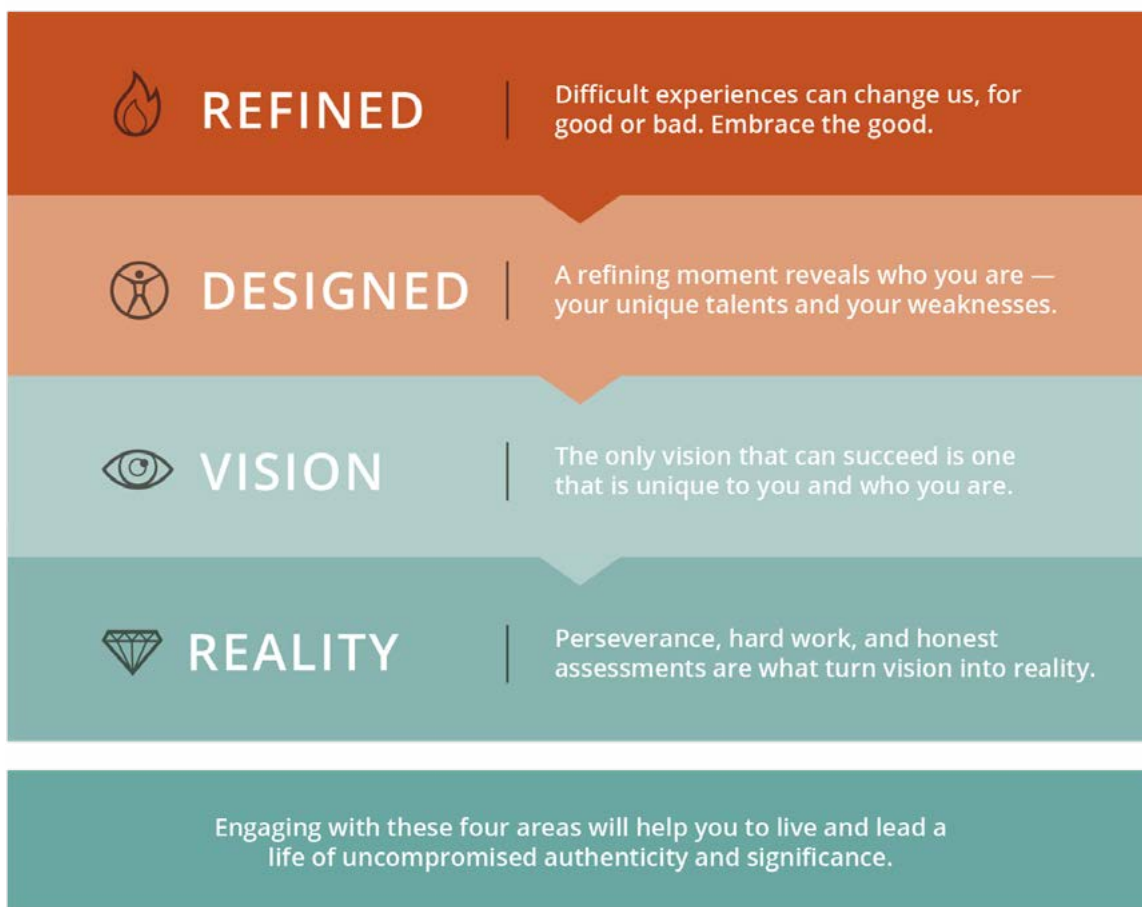 REFINED
Difficult experiences can change us, for
good or bad. Embrace the good.
DESIGNED
A refining moment reveals who you are —
your unique talents and your weaknesses.
VISION
The only vision that can succeed is one
that is unique to you and who you are.
REALITY
Perseverance, hard work, and honest
assessments are what turn vision into reality.
Engaging with these four areas will help you to live and lead a
life of uncompromised authenticity and significance.